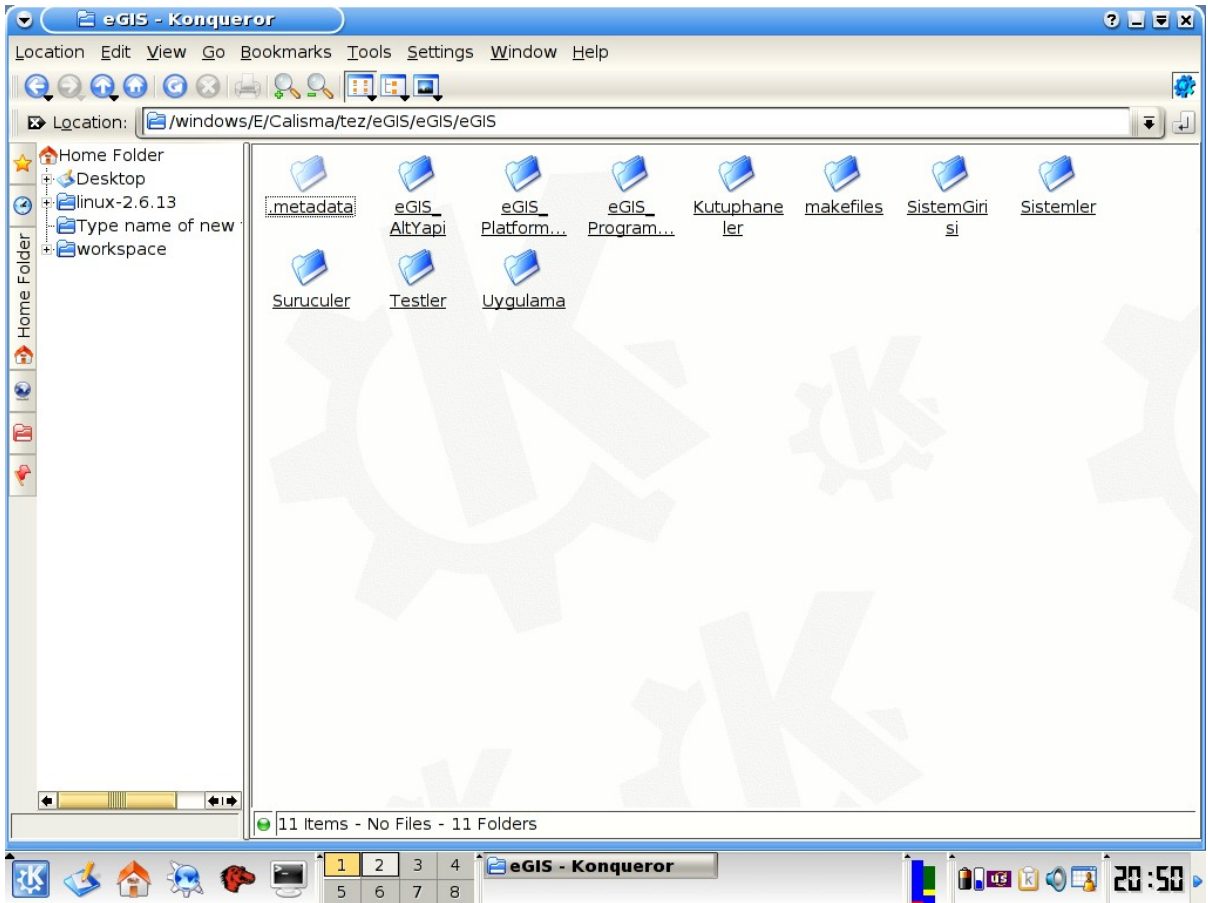 eGIS - Konqueror
Location Edit View Go Bookmarks Tools Settings Window Help
Location: /windows/E/Calisma/tez/eGIS/eGIS/eGIS
Home Folder
Desktop
linux-2.6.13
Type name of new
workspace
Home Folder
.metadata
eGIS_
AltYapi
eGIS_
Platform...
eGIS_
Program...
Kutuphane
ler
makefiles
SistemGiri
si
Sistemler
Suruculer
Testler
Uygulama
11 Items - No Files - 11 Folders
1 2 3 4
5 6 7 8
eGIS - Konqueror
us
20:50